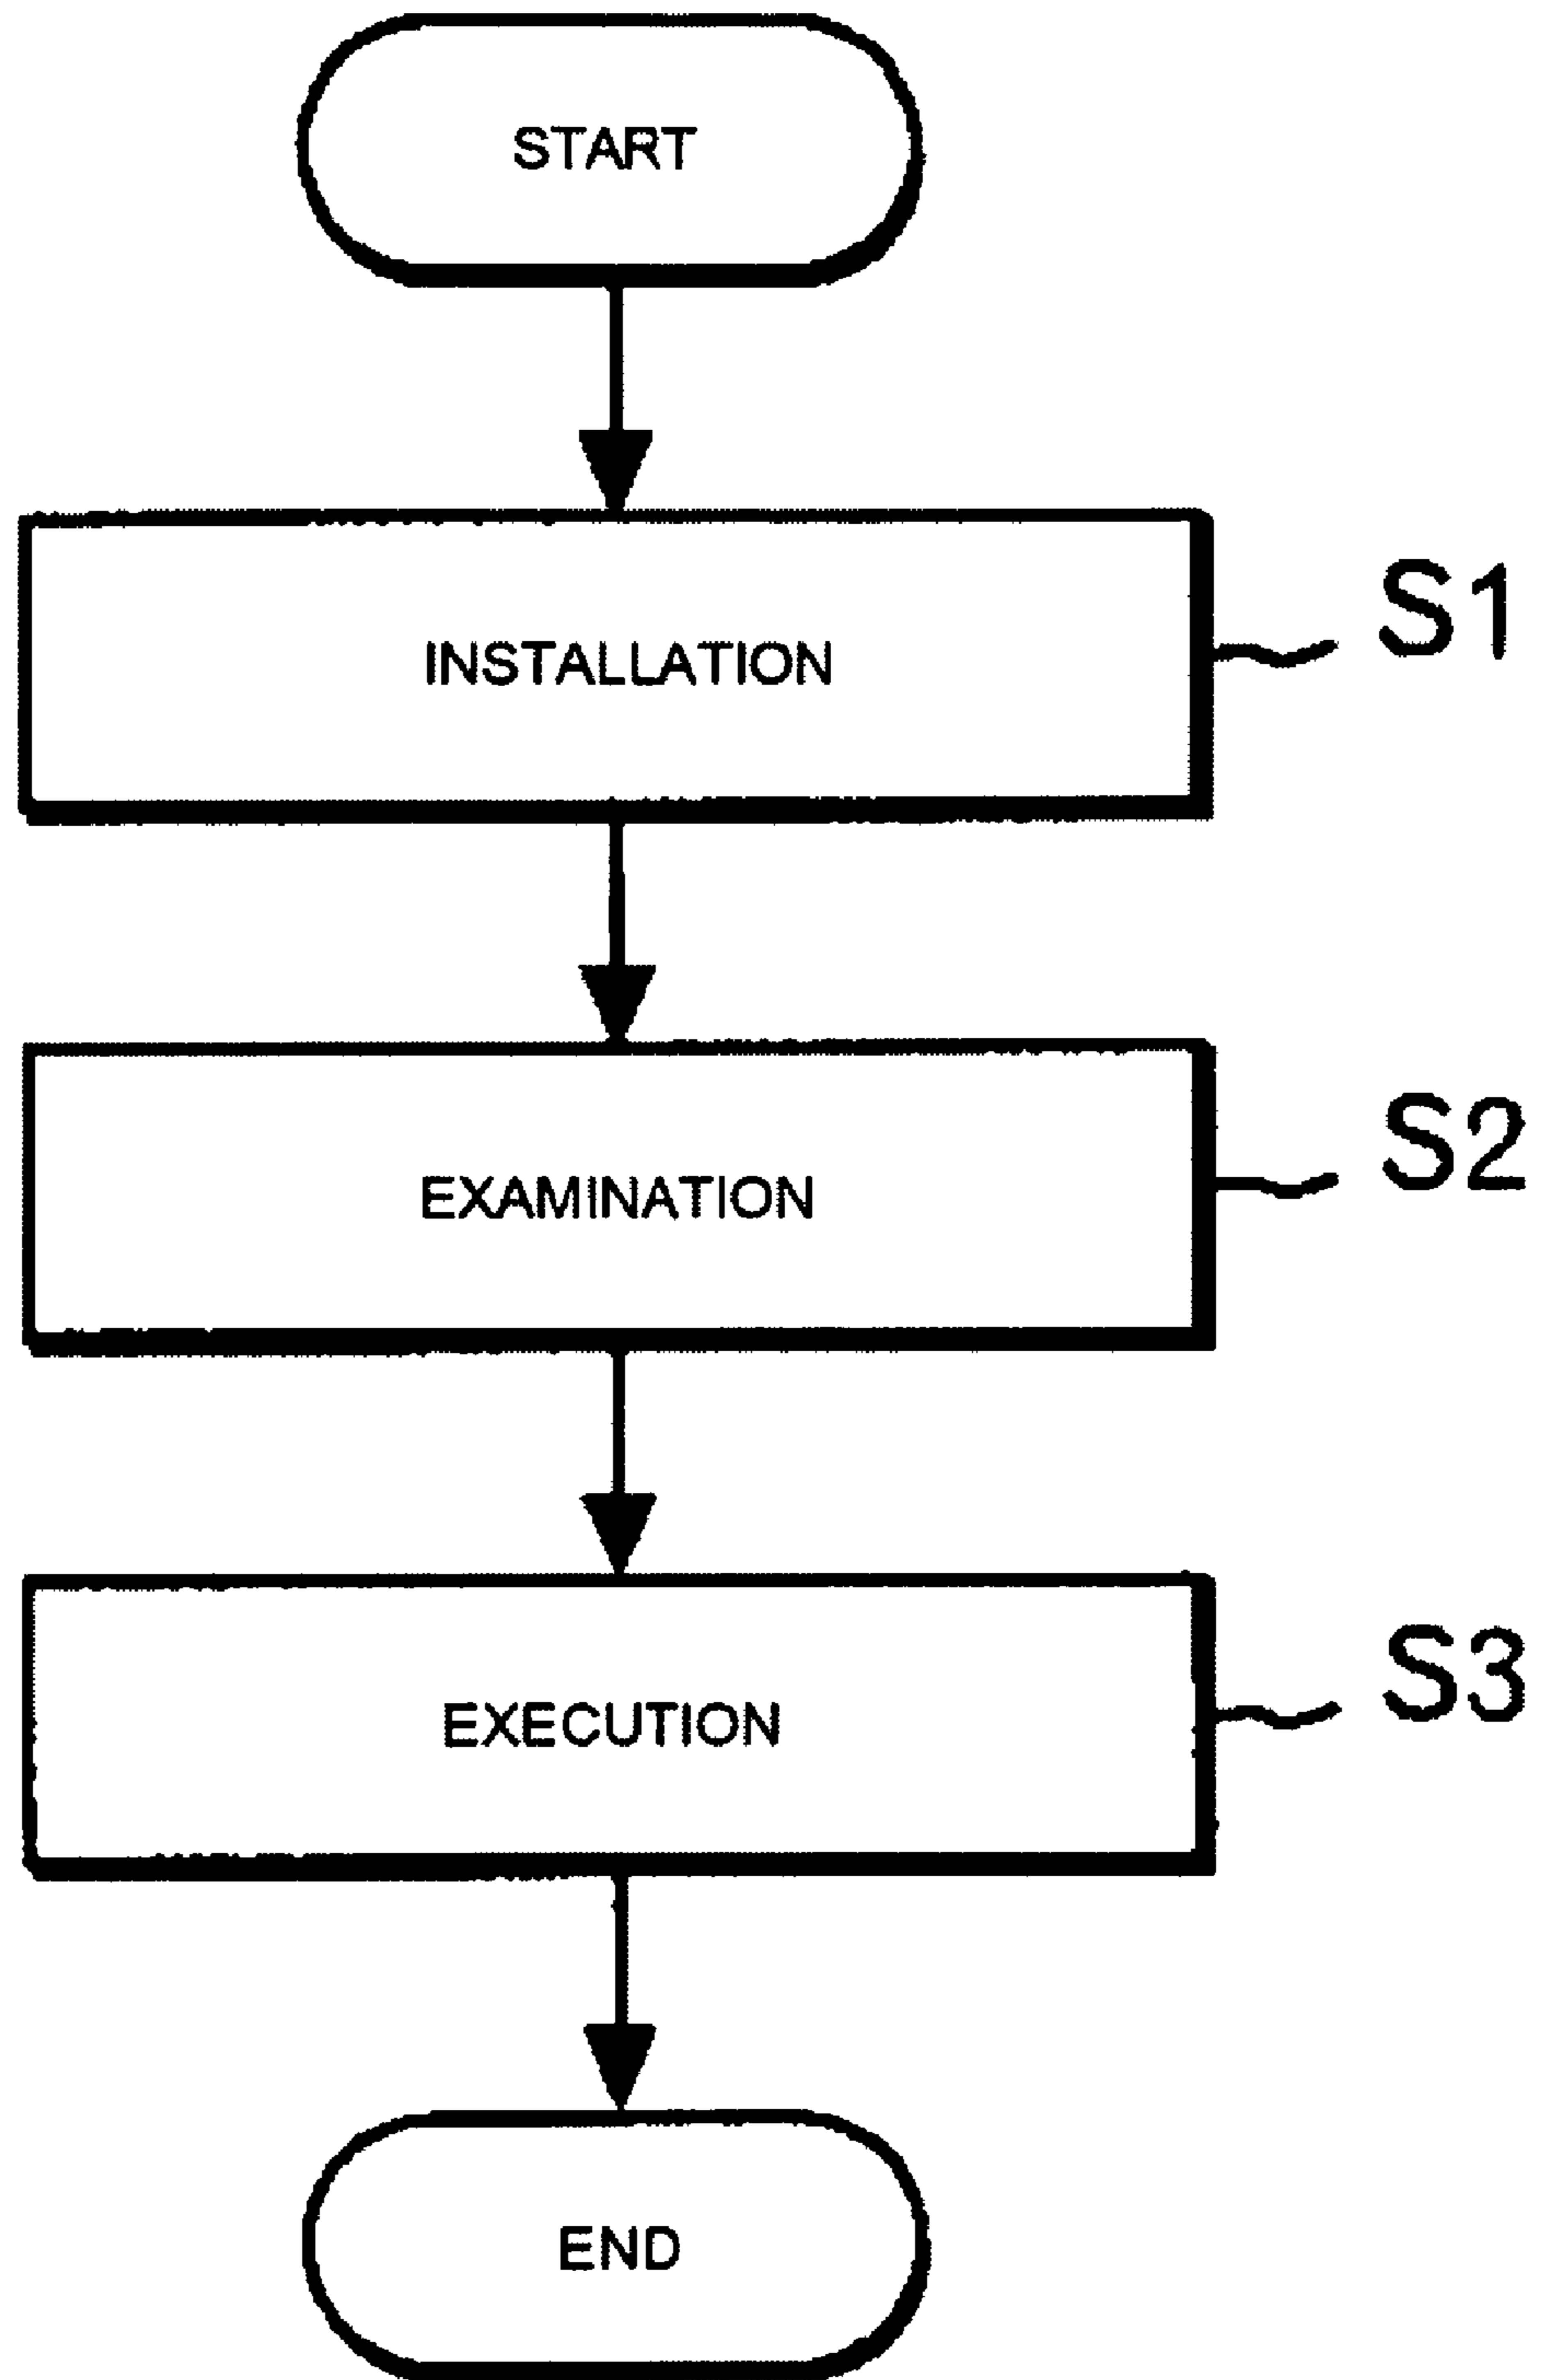 START
INSTALLATION
S1
EXAMINATION
S2
EXECUTION
S3
END